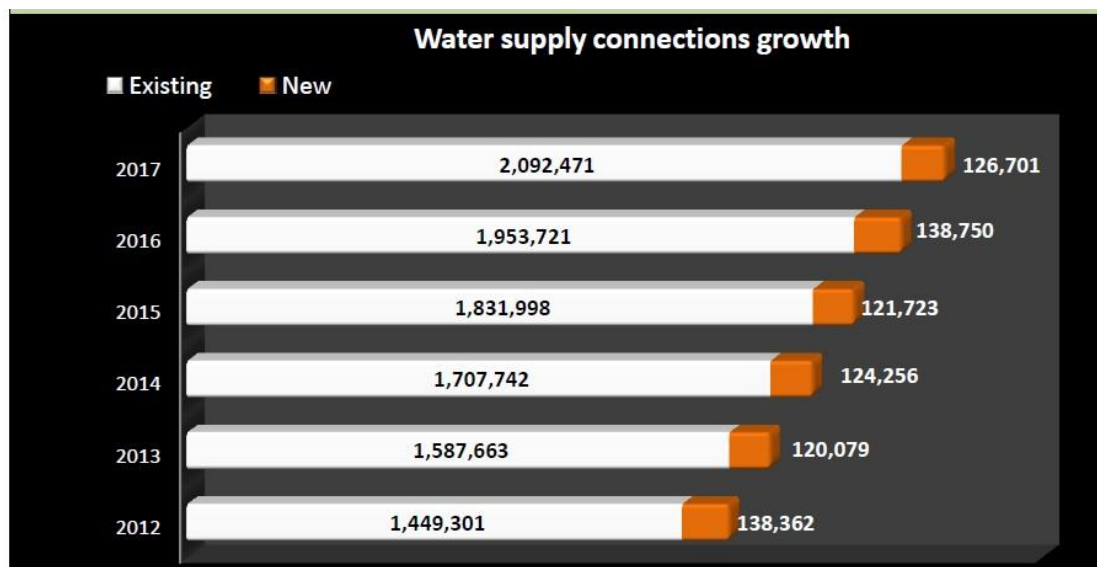 Water supply connections growth
Existing New
2017 2,092,471 126,701
2016 1,953,721 138,750
2015 1,831,998 121,723
2014 1,707,742 124,256
2013 1,587,663 120,079
2012 1,449,301 138,362